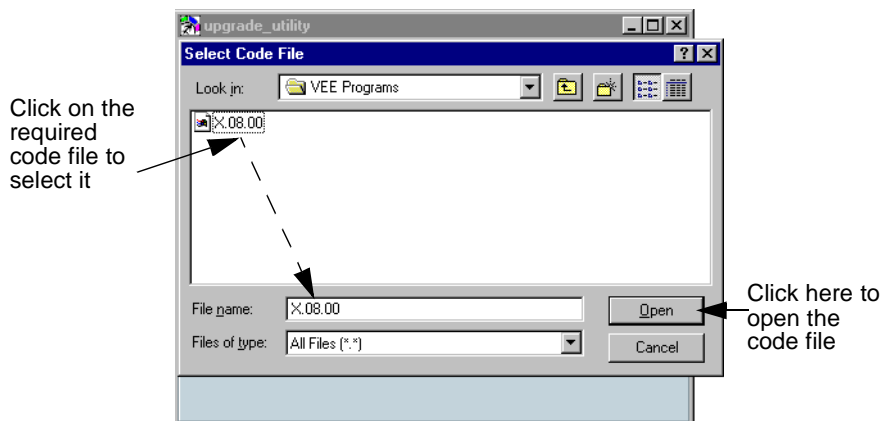 upgrade_utility
Select Code File
Look in:
VEE Programs
Click on the
required
code file to
select it
X.08.00
File name:
X.08.00
Open
Files of type:
All Files (*.*)
Cancel
Click here to
open the
code file